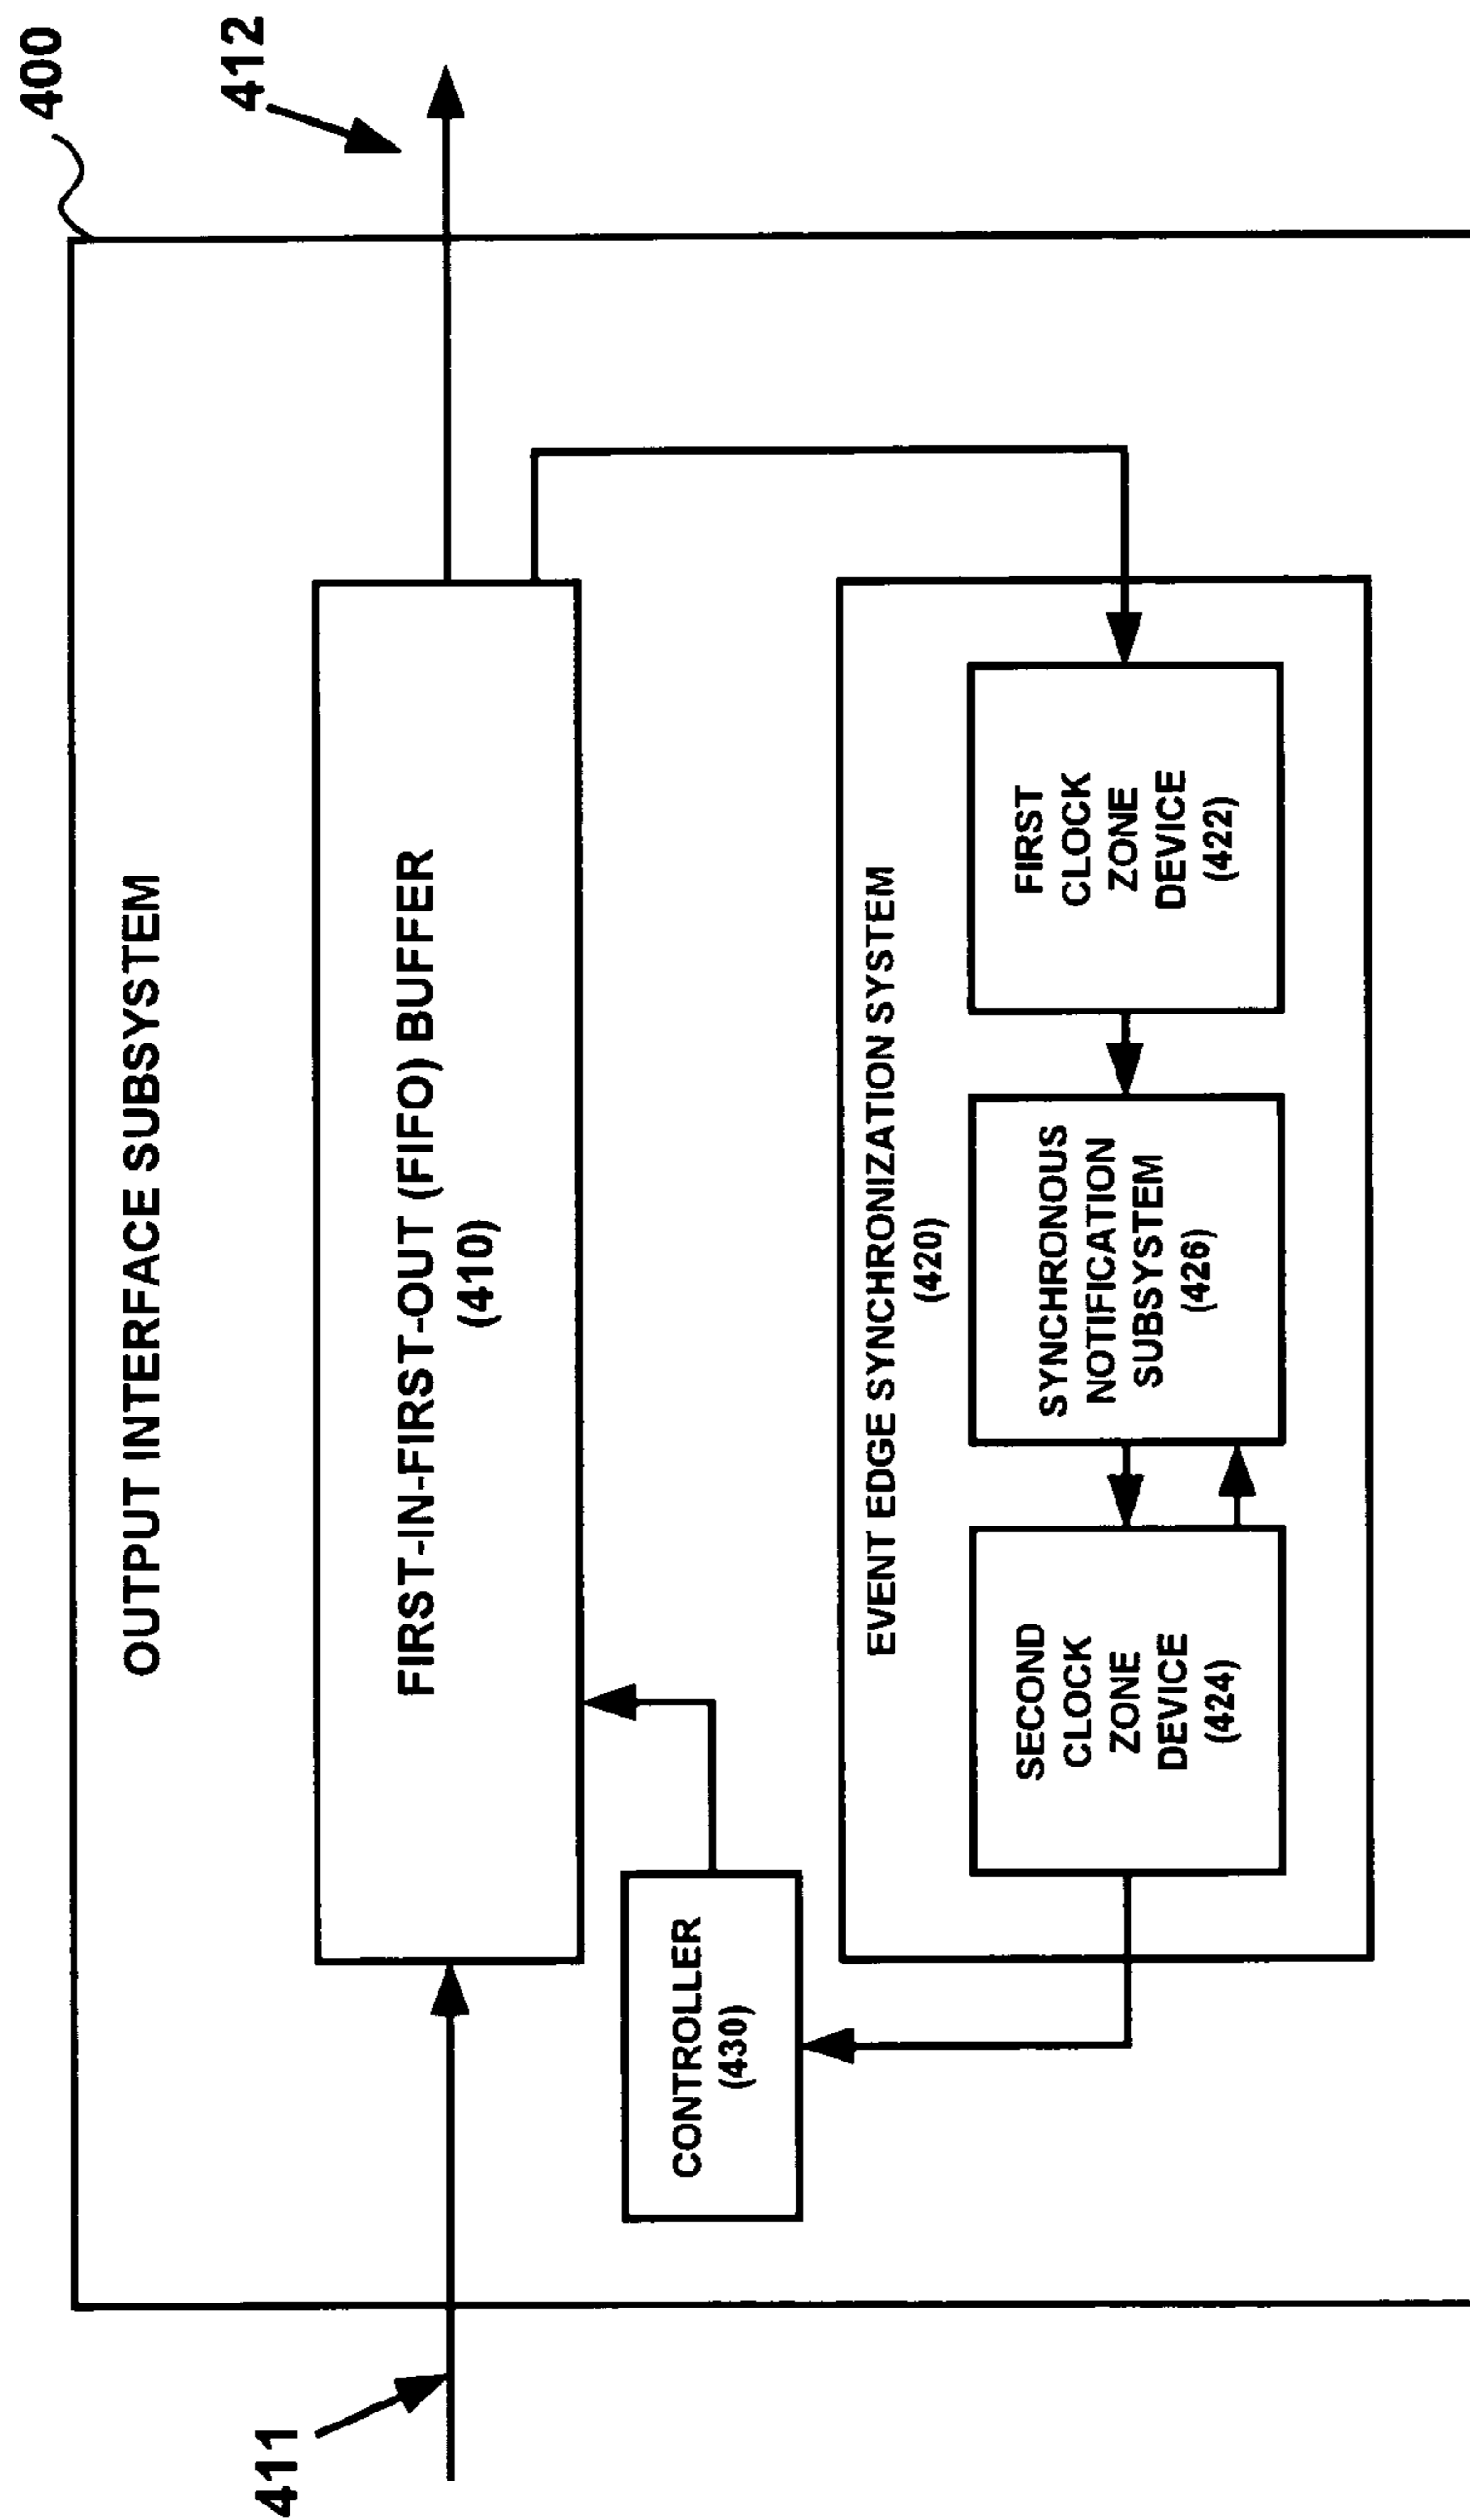 400
412
OUTPUT INTERFACE SUBSYSTEM
FIRST-IN-FIRST-OUT (FIFO) BUFFER
(410)
411
CONTROLLER
(430)
EVENT EDGE SYNCHRONIZATION SYSTEM
(420)
SECOND
CLOCK
ZONE
DEVICE
(424)
SYNCHRONOUS
NOTIFICATION
SUBSYSTEM
(426)
FIRST
CLOCK
ZONE
DEVICE
(422)